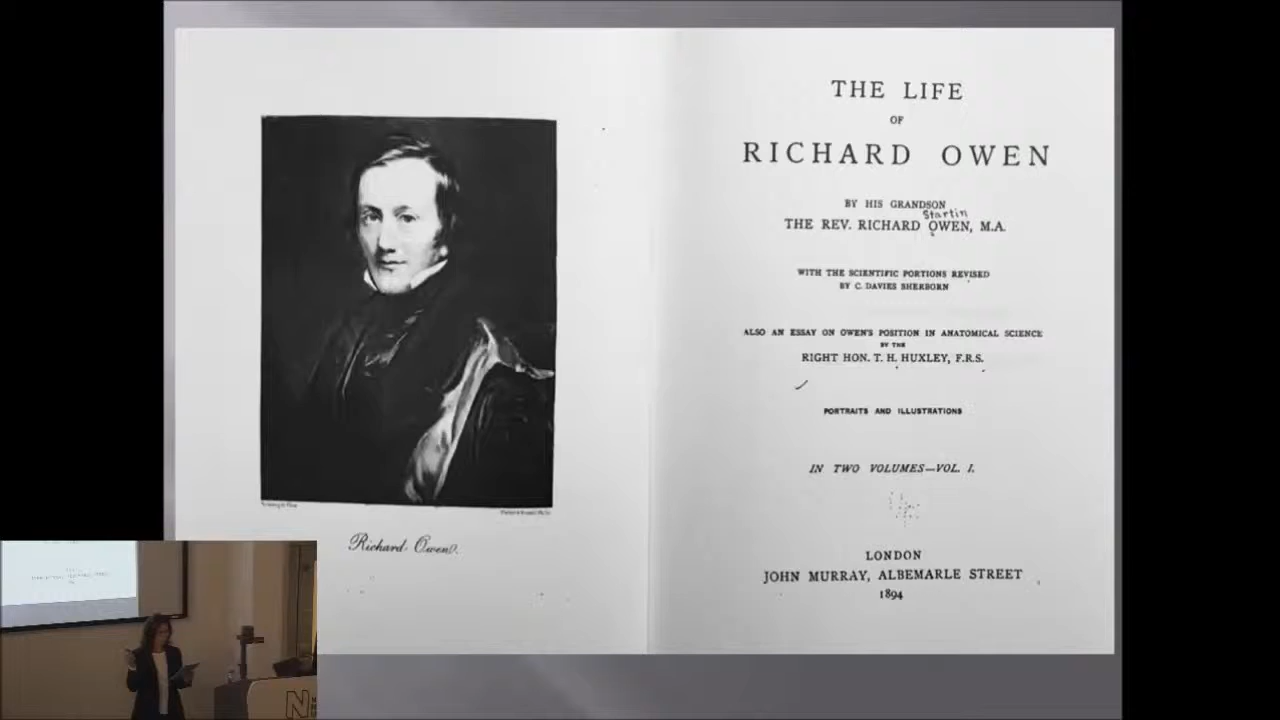 Richard Owen.
THE LIFE
OF
RICHARD OWEN
BY HIS GRANDSON
Startin
THE REV. RICHARD OWEN, M.A.
WITH THE SCIENTIFIC PORTIONS REVISED
BY C. DAVIES SHERBORN
ALSO AN ESSAY ON OWEN'S POSITION IN ANATOMICAL SCIENCE
BY THE
RIGHT HON. T. H. HUXLEY, F.R.S.
PORTRAITS AND ILLUSTRATIONS
IN TWO VOLUMES—VOL. I.
LONDON
JOHN MURRAY, ALBEMARLE STREET
1894
N